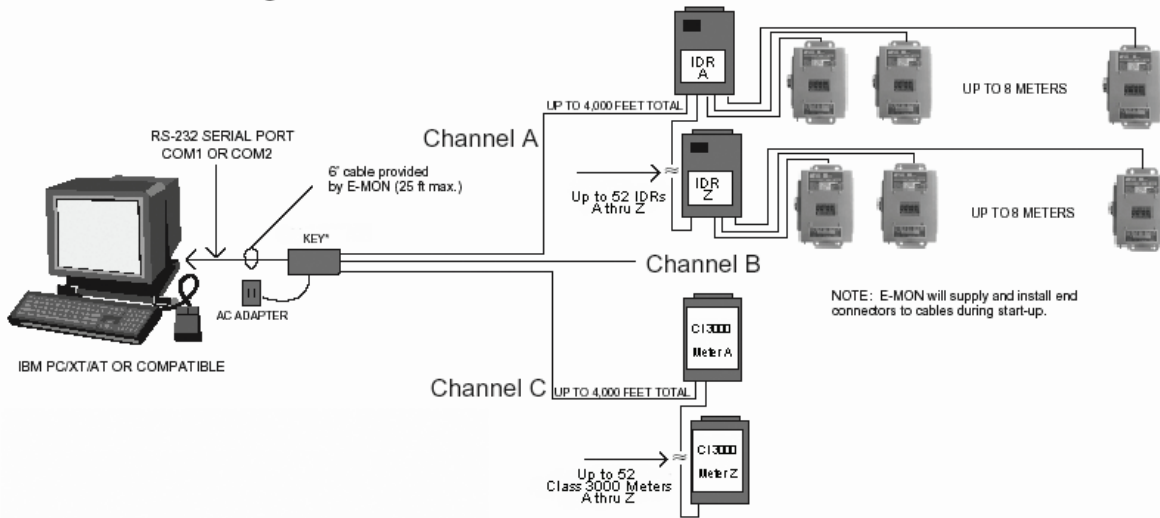 IDR
A
UP TO 8 METERS
UP TO 4,000 FEET TOTAL
Channel A
RS-232 SERIAL PORT
COM1 OR COM2
6' cable provided
by E-MON (25 ft max.)
IDR
Z
Up to 52 IDRs
A thru Z
UP TO 8 METERS
KEY*
Channel B
AC ADAPTER
NOTE: E-MON will supply and install end
connectors to cables during start-up.
IBM PC/XT/AT OR COMPATIBLE
Cl 3000
Meter A
Channel C
UP TO 4,000 FEET TOTAL
Cl 3000
Meter Z
Up to 52
Class 3000 Meters
A thru Z